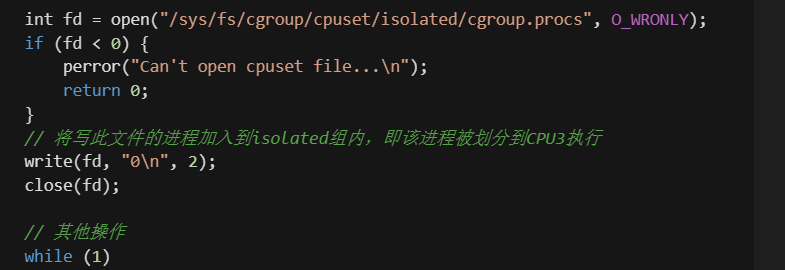 int fd = open("/sys/fs/cgroup/cpuset/isolated/cgroup.procs", O_WRONLY);
if (fd < 0) {
perror("Can't open cpuset file...\n");
return 0;
}
// 将写此文件的进程加入到isolated组内，即该进程被划分到CPU3执行
write(fd, "0\n", 2);
close(fd);
// 其他操作
while (1)